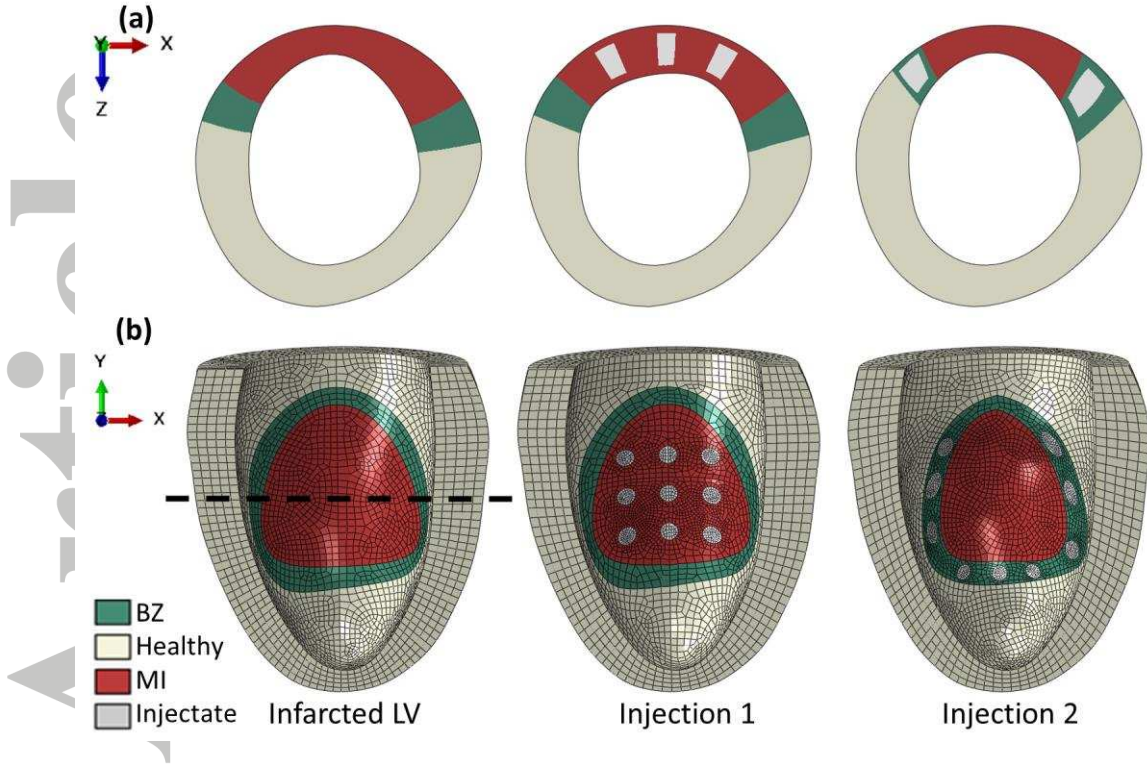 (a)
Y
X
Z
(b)
Y
X
BZ
Healthy
MI
Injectate
Infarcted LV
Injection 1
Injection 2